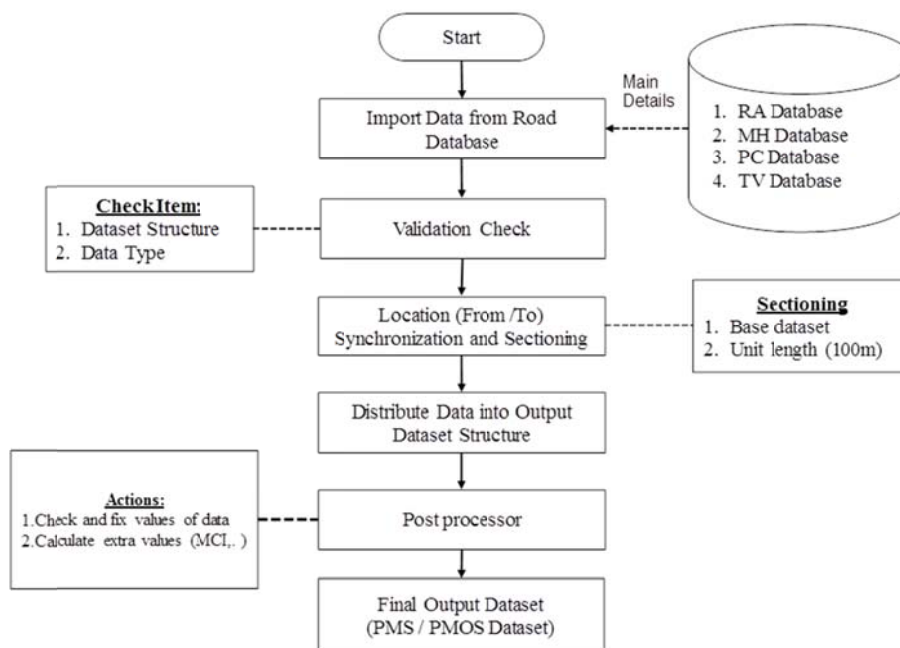 Start
Import Data from Road
Database
Main
Details
1. RA Database
2. MH Database
3. PC Database
4. TV Database
Check Item:
1. Dataset Structure
2. Data Type
Validation Check
Location (From /To)
Synchronization and Sectioning
Sectioning
1. Base dataset
2. Unit length (100m)
Distribute Data into Output
Dataset Structure
Actions:
1.Check and fix values of data
2.Calculate extra values (MCI,. )
Post processor
Final Output Dataset
(PMS / PMOS Dataset)